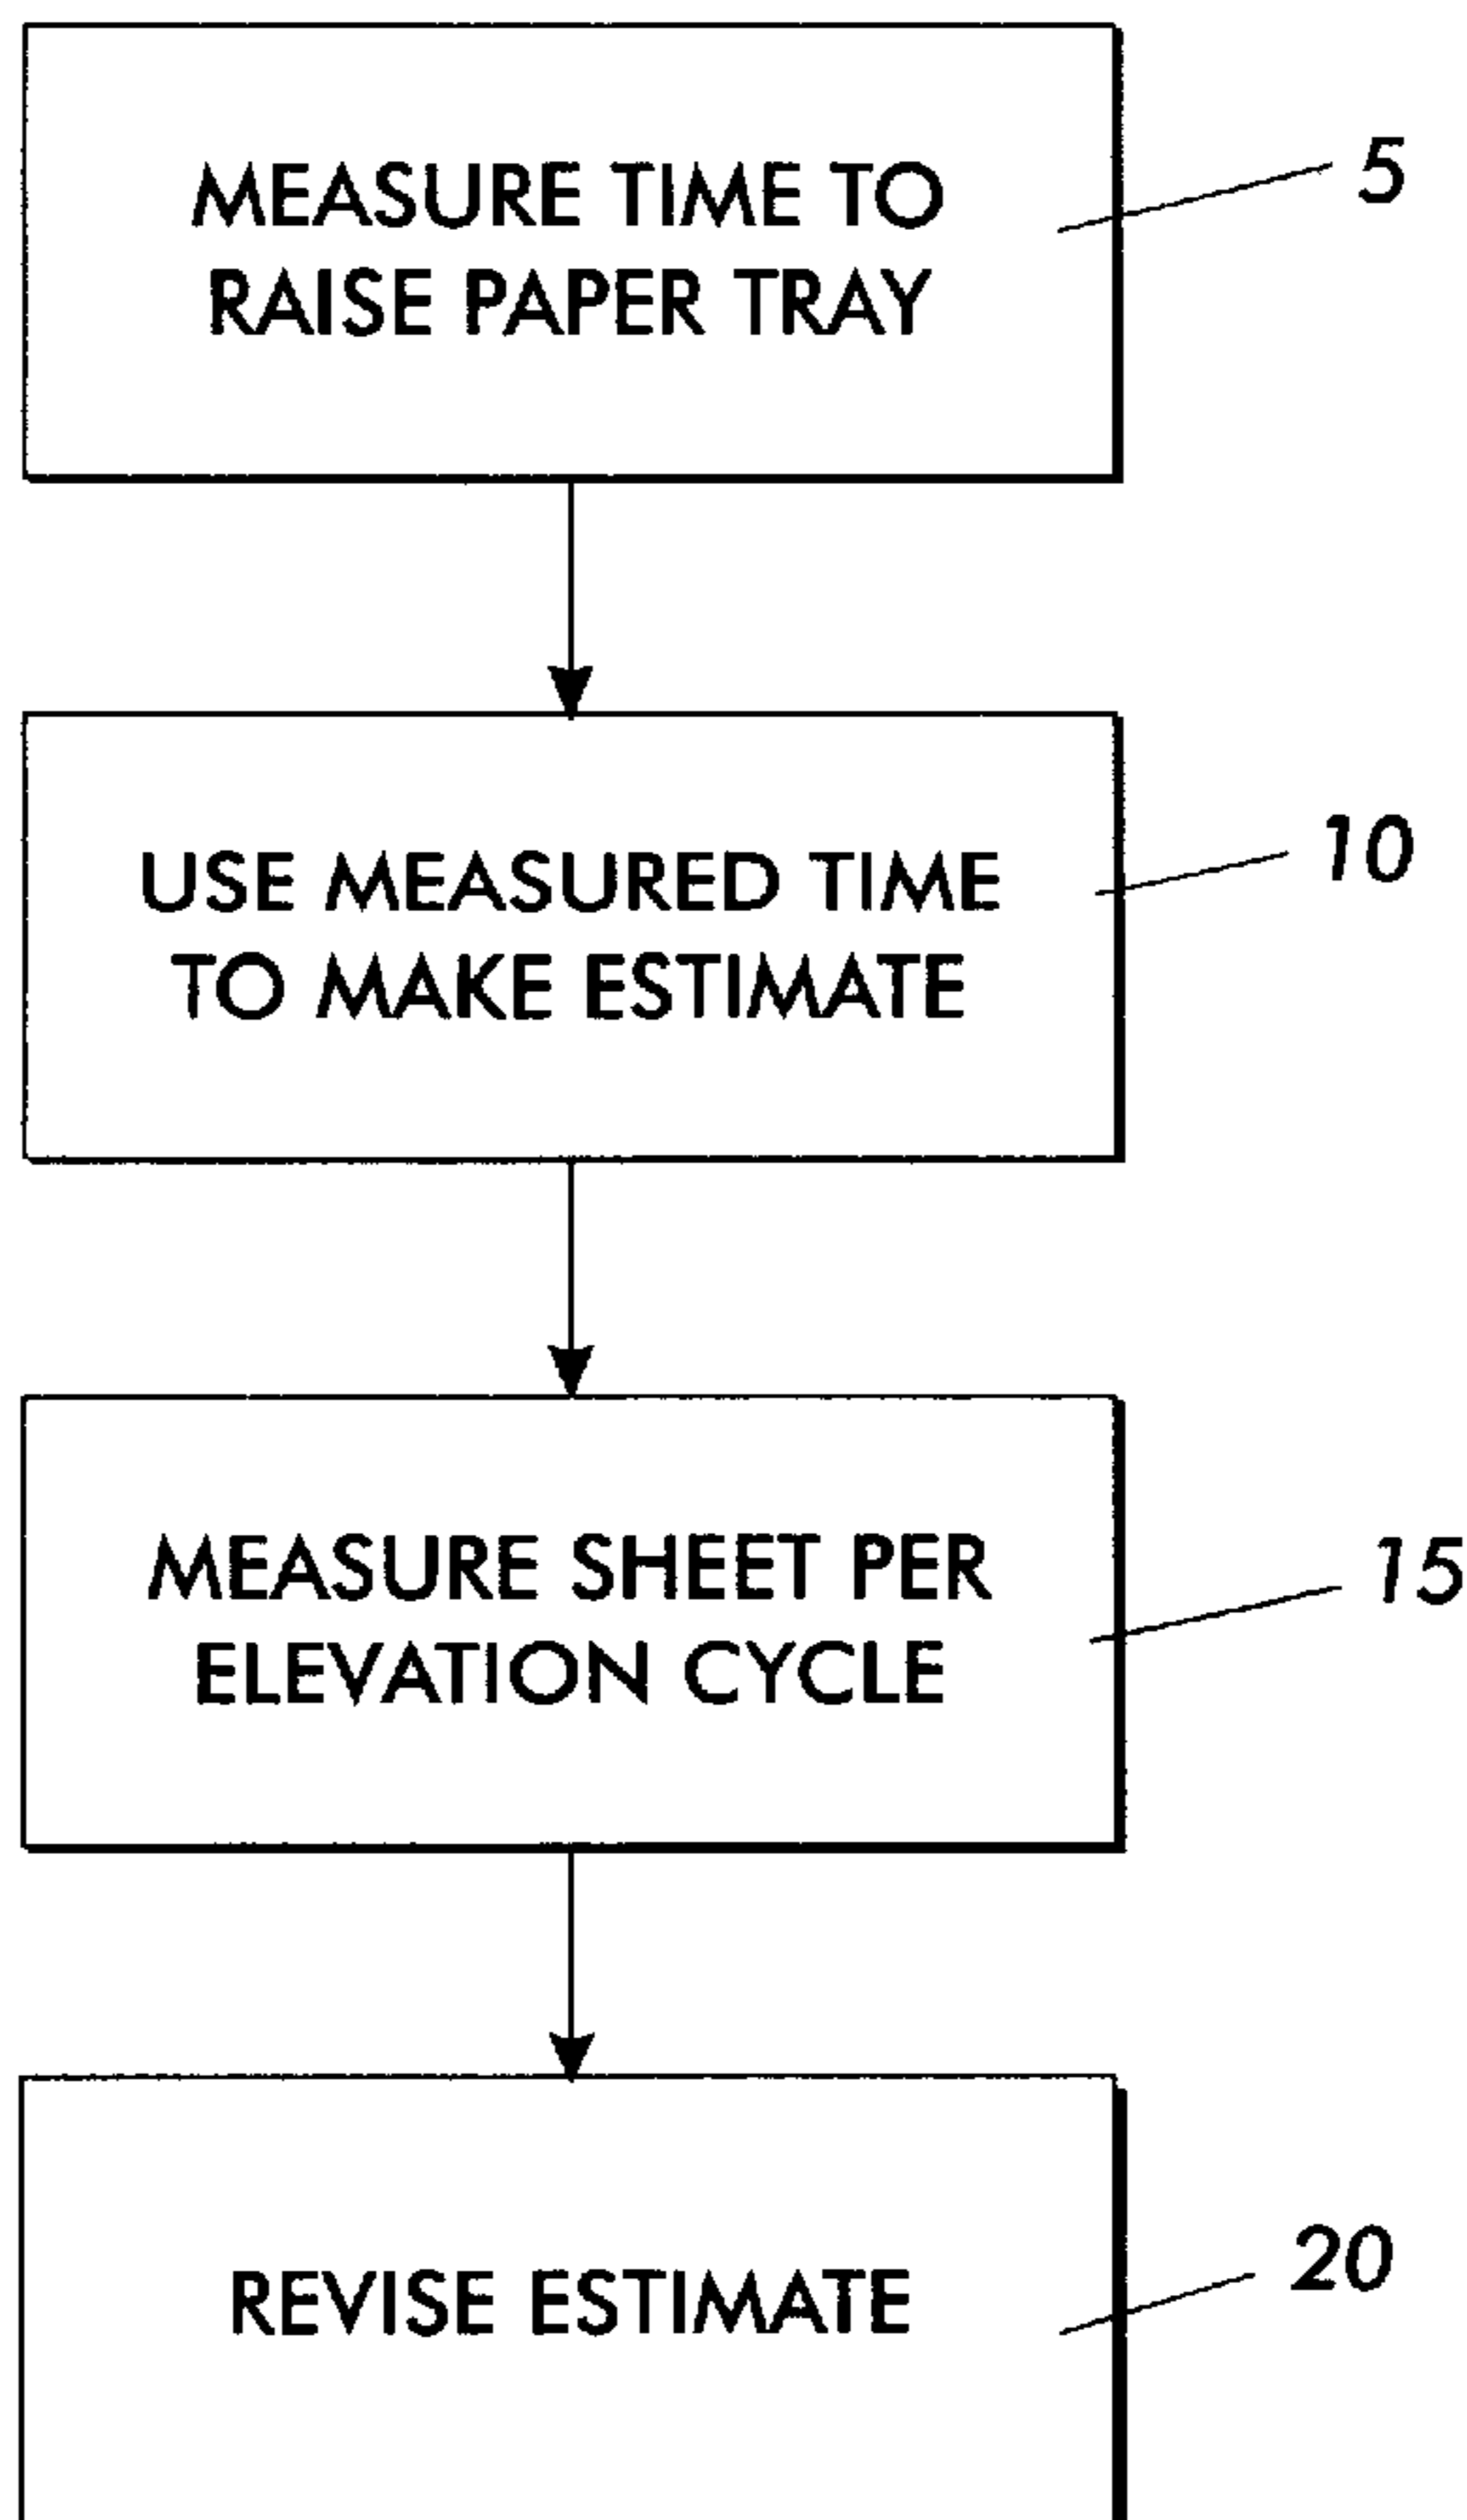 MEASURE TIME TO
RAISE PAPER TRAY
5
USE MEASURED TIME
TO MAKE ESTIMATE
10
MEASURE SHEET PER
ELEVATION CYCLE
15
REVISE ESTIMATE
20